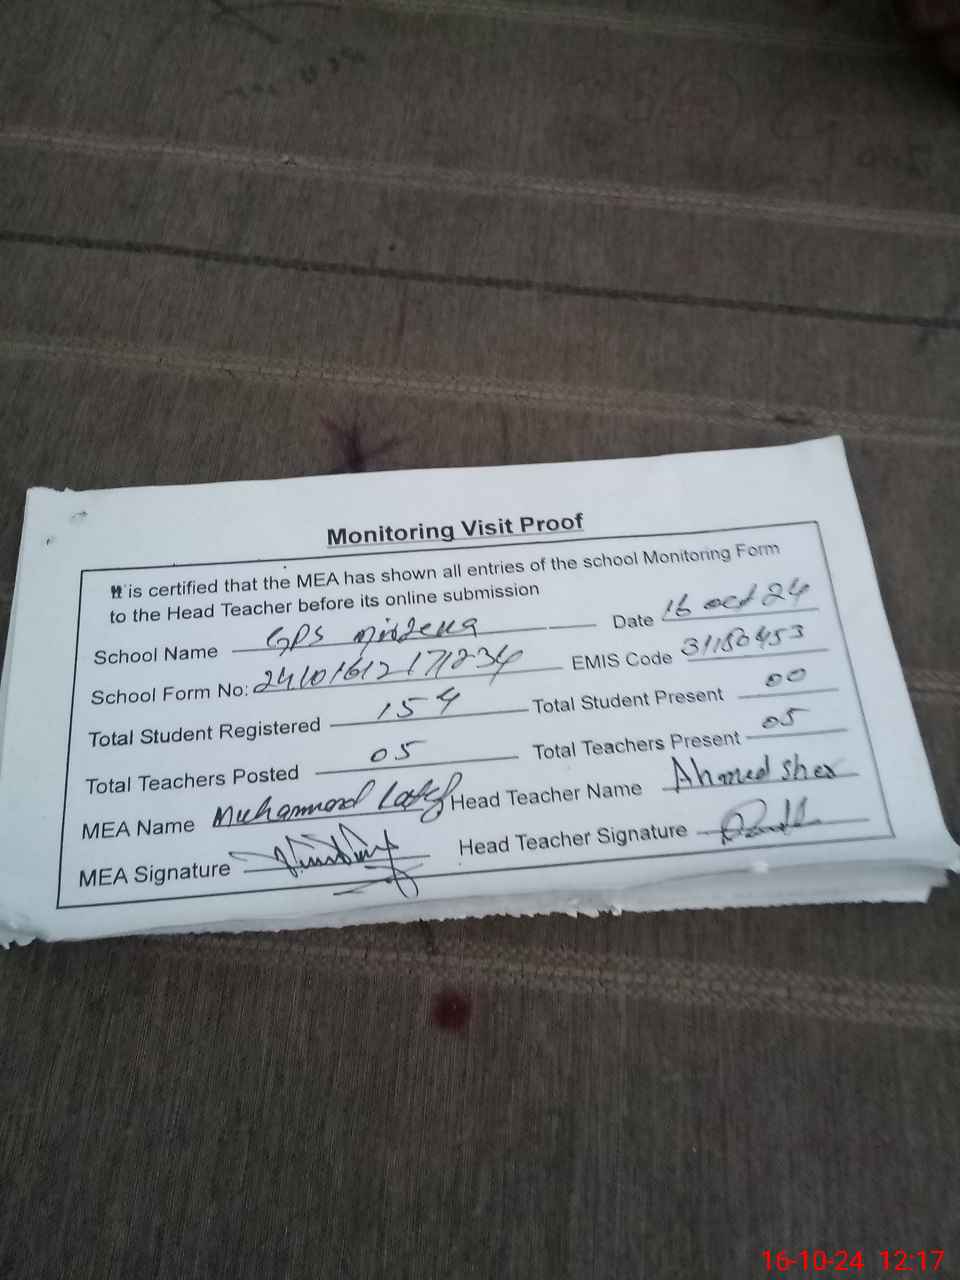 Monitoring Visit Proof
It is certified that the MEA has shown all entries of the school Monitoring Form
to the Head Teacher before its online submission
School Name GPS Date 16 oct 24
School Form No: EMIS Code 31180453
Total Student Registered 154 Total Student Present 00
Total Teachers Posted 05 Total Teachers Present 05
MEA Name Muhammad Latif Head Teacher Name Ahmed Sher
MEA Signature Head Teacher Signature
16-10-24 12:17